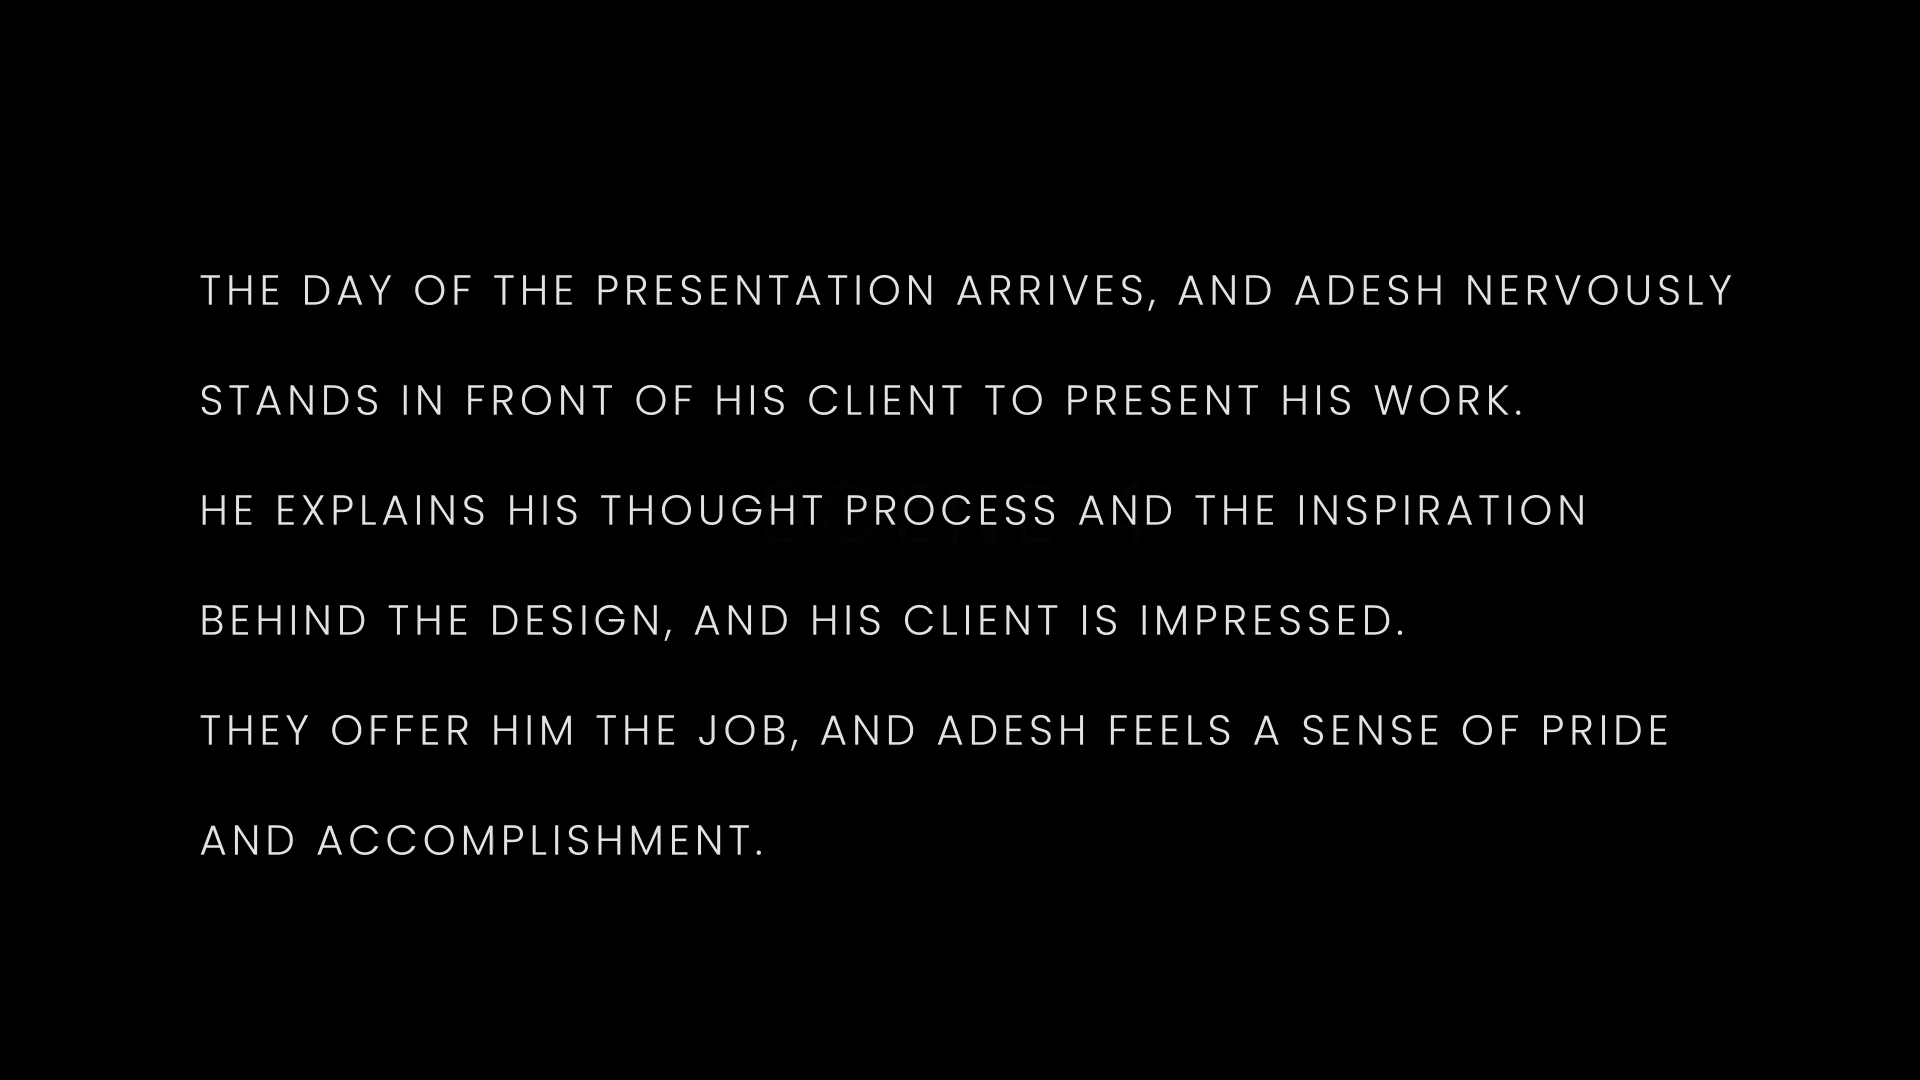 THE DAY OF THE PRESENTATION ARRIVES, AND ADESH NERVOUSLY
STANDS IN FRONT OF HIS CLIENT TO PRESENT HIS WORK.
HE EXPLAINS HIS THOUGHT PROCESS AND THE INSPIRATION
BEHIND THE DESIGN, AND HIS CLIENT IS IMPRESSED.
THEY OFFER HIM THE JOB, AND ADESH FEELS A SENSE OF PRIDE
AND ACCOMPLISHMENT.